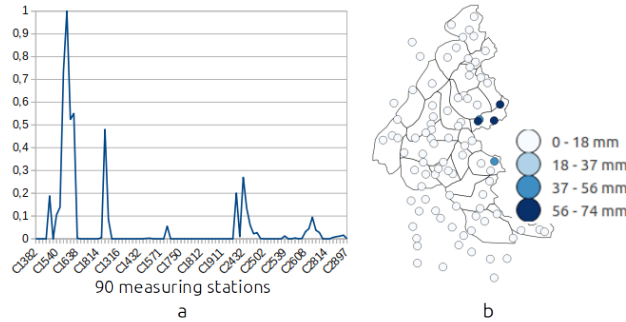 1
0,9
0,8
0,7
0,6
0,5
0,4
0,3
0,2
0,1
0
C1382
C1540
C1638
C1814
C1316
C1432
C1571
C1750
C1812
C1911
C2432
C2502
C2539
C2608
C2814
C2897
90 measuring stations
a
0 - 18 mm
18 - 37 mm
37 - 56 mm
56 - 74 mm
b